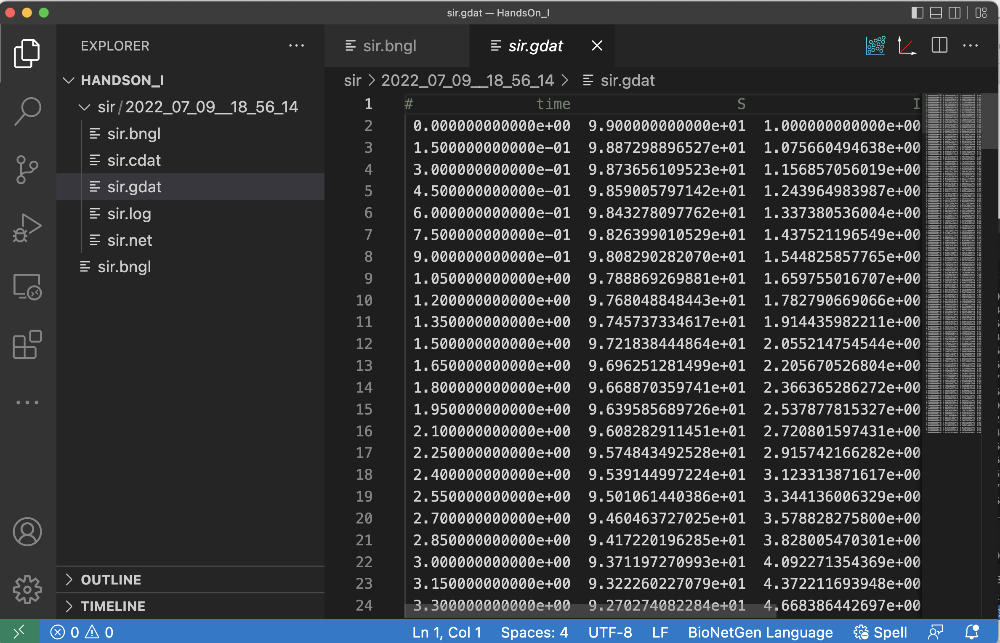 sir.gdat — HandsOn_I
EXPLORER
HANDSON_I
sir/2022_07_09__18_56_14
sir.bngl
sir.cdat
sir.gdat
sir.log
sir.net
sir.bngl
OUTLINE
TIMELINE
sir.bngl
sir.gdat
sir > 2022_07_09__18_56_14 > sir.gdat
1 # time S I
2 0.000000000000e+00 9.900000000000e+01 1.000000000000e+00
3 1.500000000000e-01 9.887298896527e+01 1.075660494638e+00
4 3.000000000000e-01 9.873656109523e+01 1.156857056019e+00
5 4.500000000000e-01 9.859005797142e+01 1.243964983987e+00
6 6.000000000000e-01 9.843278097762e+01 1.337380536004e+00
7 7.500000000000e-01 9.826399010529e+01 1.437521196549e+00
8 9.000000000000e-01 9.808290282070e+01 1.544825857765e+00
9 1.050000000000e+00 9.788869269881e+01 1.659755016707e+00
10 1.200000000000e+00 9.768048848443e+01 1.782790669066e+00
11 1.350000000000e+00 9.745737334617e+01 1.914435982211e+00
12 1.500000000000e+00 9.721838444864e+01 2.055214754544e+00
13 1.650000000000e+00 9.696251281499e+01 2.205670526804e+00
14 1.800000000000e+00 9.668870359741e+01 2.366365286272e+00
15 1.950000000000e+00 9.639585689726e+01 2.537877815327e+00
16 2.100000000000e+00 9.608282911451e+01 2.720801597431e+00
17 2.250000000000e+00 9.574843492528e+01 2.915742166282e+00
18 2.400000000000e+00 9.539144997224e+01 3.123313871617e+00
19 2.550000000000e+00 9.501061440386e+01 3.344136006329e+00
20 2.700000000000e+00 9.460463727025e+01 3.578828275800e+00
21 2.850000000000e+00 9.417220196285e+01 3.828005470301e+00
22 3.000000000000e+00 9.371197270993e+01 4.092271354369e+00
23 3.150000000000e+00 9.322260227079e+01 4.372211693948e+00
24 3.300000000000e+00 9.270274082284e+01 4.668386442697e+00
0 0 Ln 1, Col 1 Spaces: 4 UTF-8 LF BioNetGen Language Spell